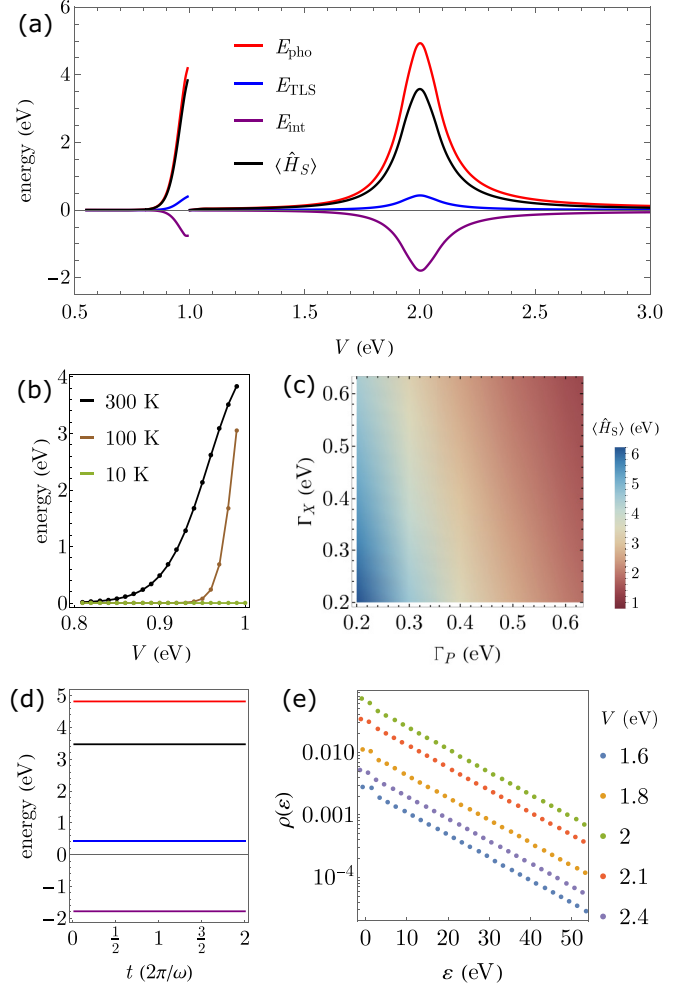 (a)
6
4
2
0
−2
energy (eV)
E_pho
E_TLS
E_int
⟨Ĥ_S⟩
0.5 1.0 1.5 2.0 2.5 3.0
V (eV)
(b)
4
3
2
1
0
energy (eV)
300 K
100 K
10 K
0.8 0.9 1
V (eV)
(c)
0.6
0.5
0.4
0.3
0.2
Γ_X (eV)
0.2 0.3 0.4 0.5 0.6
Γ_P (eV)
⟨Ĥ_S⟩ (eV)
6
5
4
3
2
1
(d)
5
4
3
2
1
0
−1
−2
energy (eV)
0 1/2 1 3/2 2
t (2π/ω)
(e)
0.010
0.001
10⁻⁴
ρ(ε)
0 10 20 30 40 50
ε (eV)
V (eV)
1.6
1.8
2
2.1
2.4